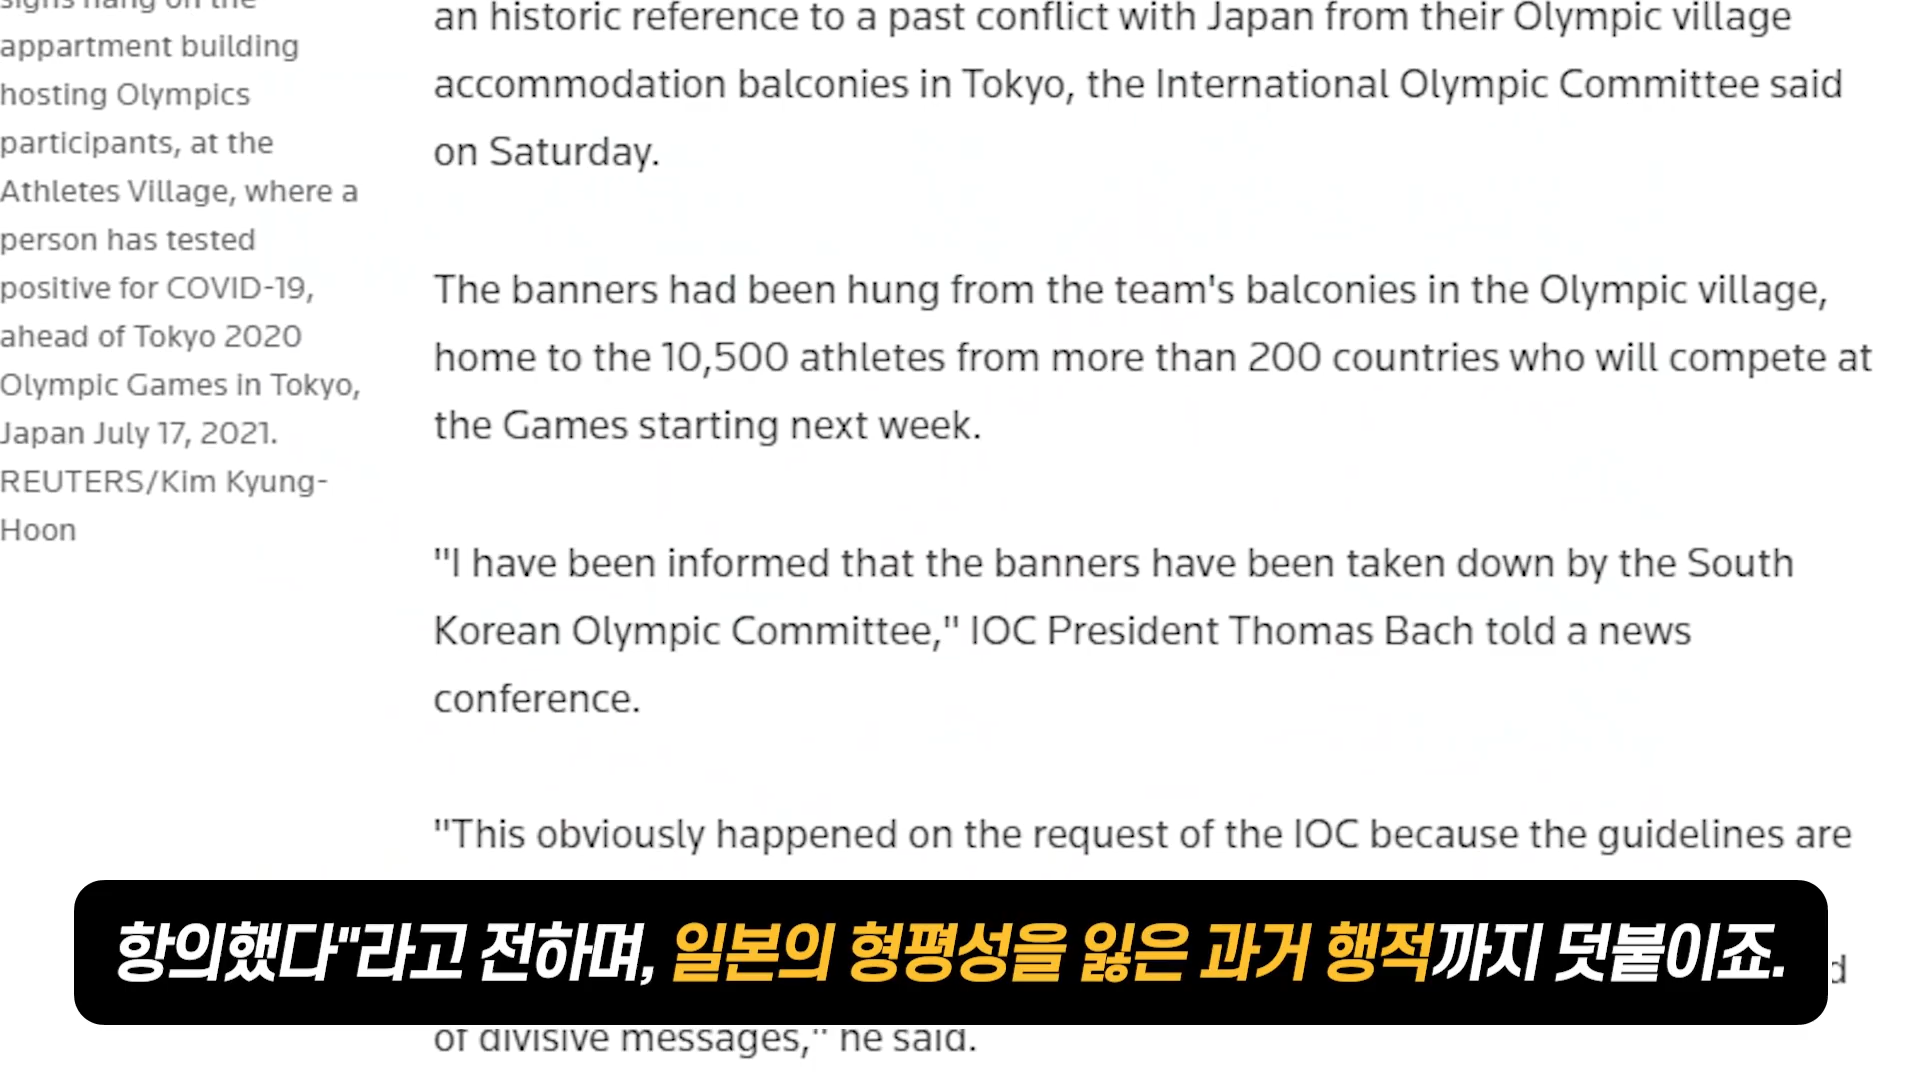 signs hang on the
appartment building
hosting Olympics
participants, at the
Athletes Village, where a
person has tested
positive for COVID-19,
ahead of Tokyo 2020
Olympic Games in Tokyo,
Japan July 17, 2021.
REUTERS/Kim Kyung-
Hoon
an historic reference to a past conflict with Japan from their Olympic village
accommodation balconies in Tokyo, the International Olympic Committee said
on Saturday.
The banners had been hung from the team's balconies in the Olympic village,
home to the 10,500 athletes from more than 200 countries who will compete at
the Games starting next week.
"I have been informed that the banners have been taken down by the South
Korean Olympic Committee," IOC President Thomas Bach told a news
conference.
"This obviously happened on the request of the IOC because the guidelines are
항의했다"라고 전하며, 일본의 형평성을 잃은 과거 행적까지 덧붙이죠.
of divisive messages," he said.